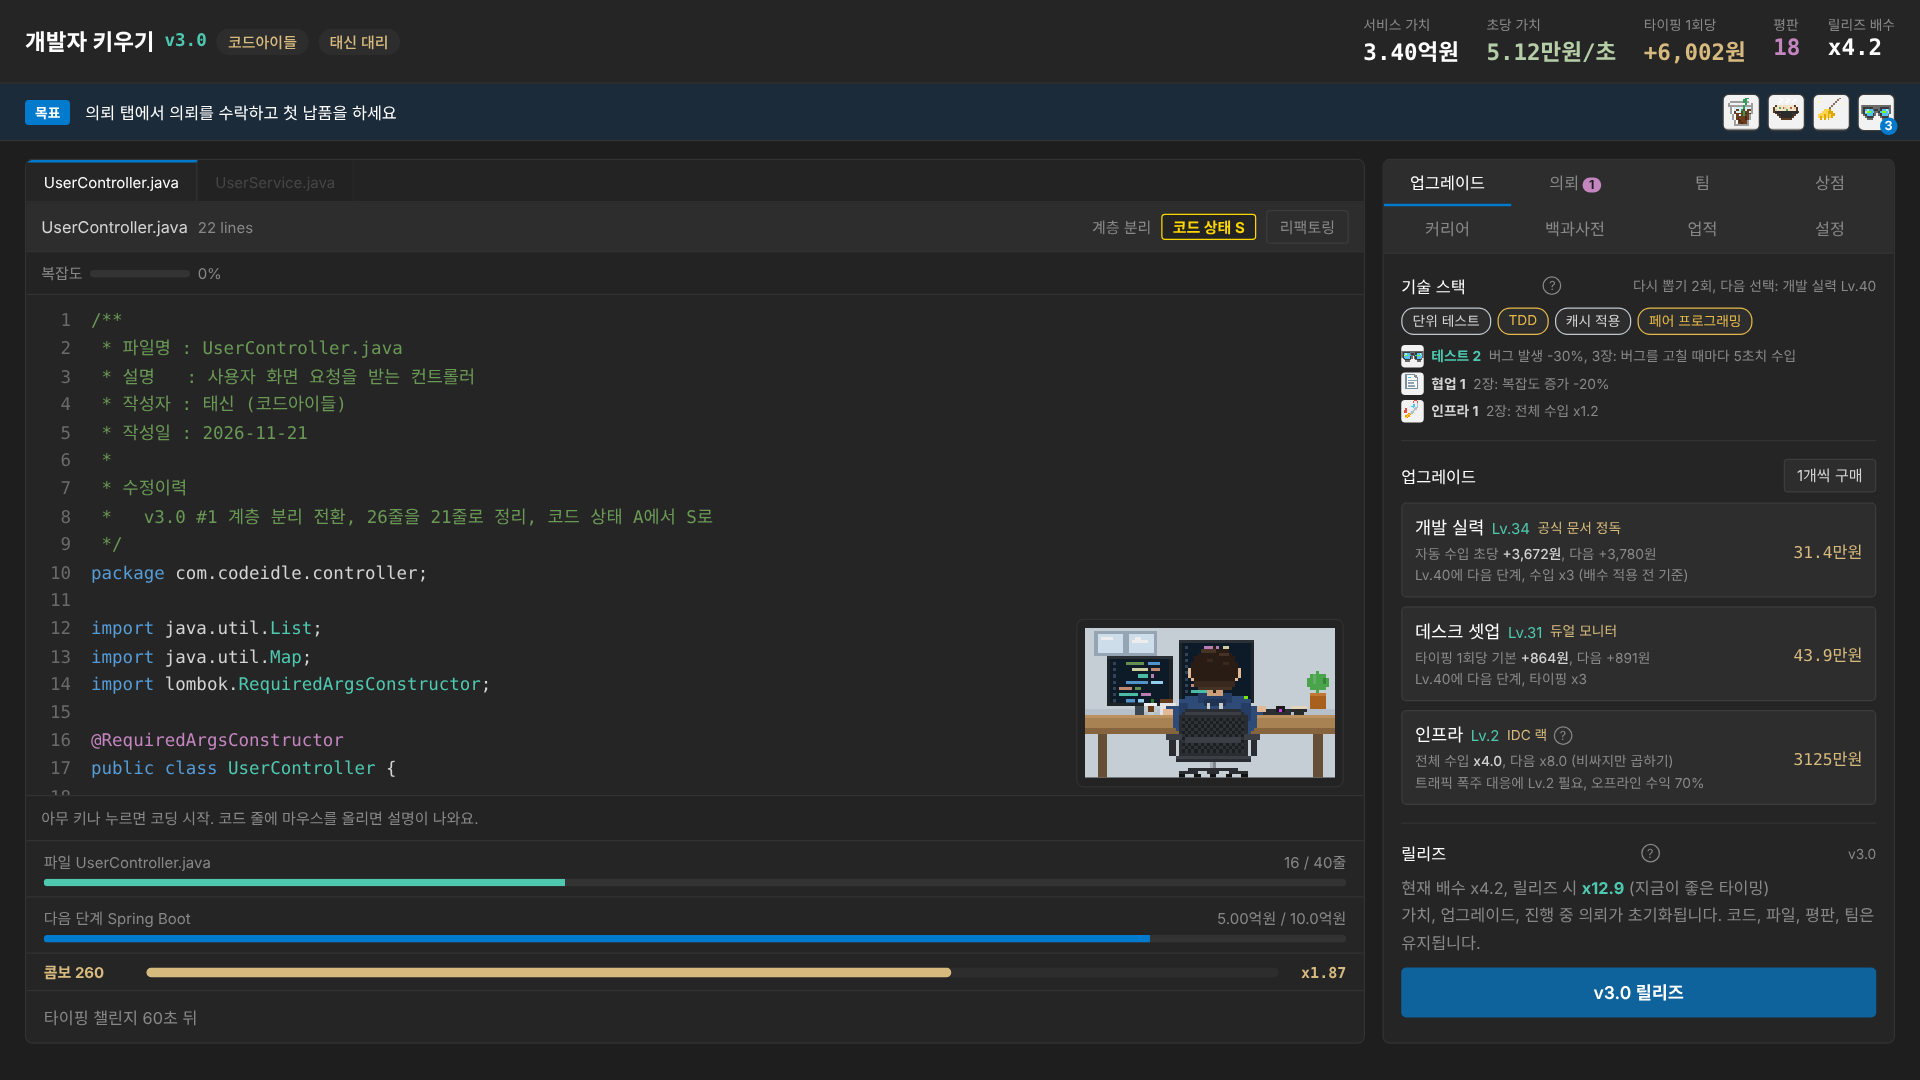 개발자 키우기 v3.0 코드아이들 태신 대리
서비스 가치 초당 가치 타이핑 1회당 평판 릴리즈 배수
3.40억원 5.12만원/초 +6,002원 18 x4.2
목표 의뢰 탭에서 의뢰를 수락하고 첫 납품을 하세요
3
UserController.java UserService.java
UserController.java 22 lines 계층 분리 코드 상태 S 리팩토링
복잡도 0%
1 /**
2 * 파일명 : UserController.java
3 * 설명 : 사용자 화면 요청을 받는 컨트롤러
4 * 작성자 : 태신 (코드아이들)
5 * 작성일 : 2026-11-21
6 *
7 * 수정이력
8 * v3.0 #1 계층 분리 전환, 26줄을 21줄로 정리, 코드 상태 A에서 S로
9 */
10 package com.codeidle.controller;
11
12 import java.util.List;
13 import java.util.Map;
14 import lombok.RequiredArgsConstructor;
15
16 @RequiredArgsConstructor
17 public class UserController {
18
아무 키나 누르면 코딩 시작. 코드 줄에 마우스를 올리면 설명이 나와요.
파일 UserController.java 16 / 40줄
다음 단계 Spring Boot 5.00억원 / 10.0억원
콤보 260 x1.87
타이핑 챌린지 60초 뒤
업그레이드 의뢰 1 팀 상점
커리어 백과사전 업적 설정
기술 스택 ? 다시 뽑기 2회, 다음 선택: 개발 실력 Lv.40
단위 테스트 TDD 캐시 적용 페어 프로그래밍
테스트 2 버그 발생 -30%, 3장: 버그를 고칠 때마다 5초치 수입
협업 1 2장: 복잡도 증가 -20%
인프라 1 2장: 전체 수입 x1.2
업그레이드 1개씩 구매
개발 실력 Lv.34 공식 문서 정독
자동 수입 초당 +3,672원, 다음 +3,780원
31.4만원
Lv.40에 다음 단계, 수입 x3 (배수 적용 전 기준)
데스크 셋업 Lv.31 듀얼 모니터
타이핑 1회당 기본 +864원, 다음 +891원
43.9만원
Lv.40에 다음 단계, 타이핑 x3
인프라 Lv.2 IDC 랙 ?
전체 수입 x4.0, 다음 x8.0 (비싸지만 곱하기)
3125만원
트래픽 폭주 대응에 Lv.2 필요, 오프라인 수익 70%
릴리즈 ? v3.0
현재 배수 x4.2, 릴리즈 시 x12.9 (지금이 좋은 타이밍)
가치, 업그레이드, 진행 중 의뢰가 초기화됩니다. 코드, 파일, 평판, 팀은
유지됩니다.
v3.0 릴리즈